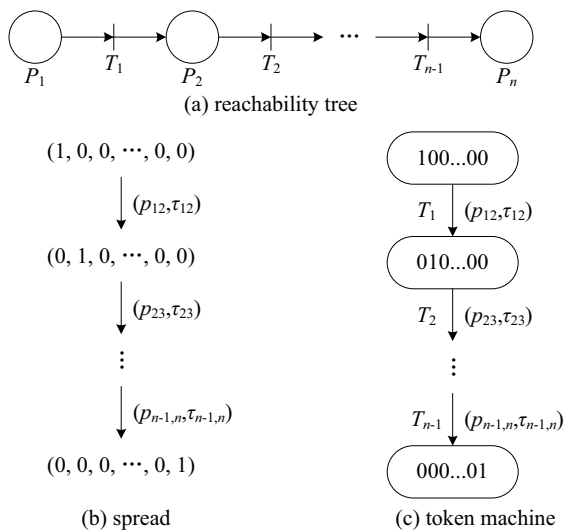 P1 T1 P2 T2 ··· Tn-1 Pn
(a) reachability tree
(1, 0, 0, ···, 0, 0)
(p12,τ12)
(0, 1, 0, ···, 0, 0)
(p23,τ23)
⋮
(pn-1,n,τn-1,n)
(0, 0, 0, ···, 0, 1)
(b) spread
100...00
T1 (p12,τ12)
010...00
T2 (p23,τ23)
⋮
Tn-1 (pn-1,n,τn-1,n)
000...01
(c) token machine